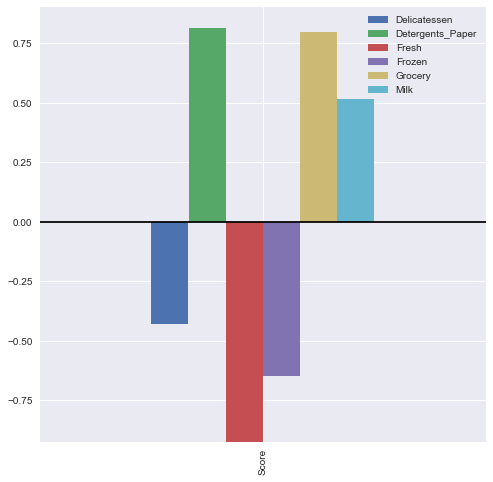 0.75
0.50
0.25
0.00
−0.25
−0.50
−0.75
Score
Delicatessen
Detergents_Paper
Fresh
Frozen
Grocery
Milk